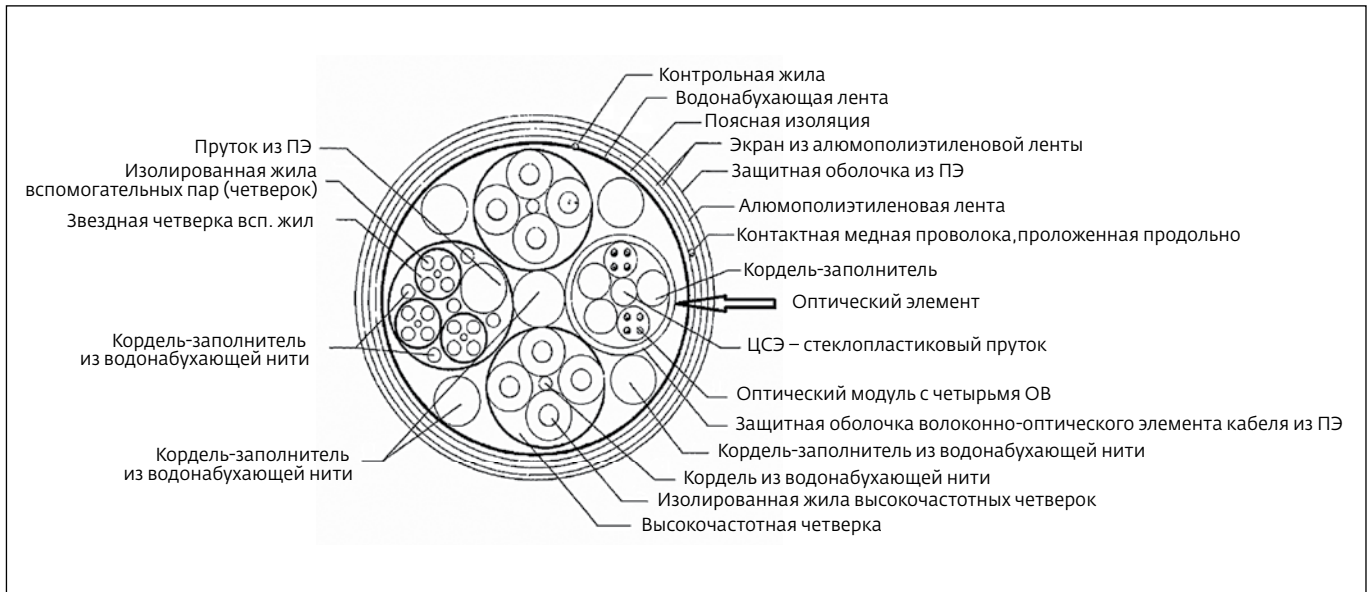 Контрольная жила
Водонабухающая лента
Поясная изоляция
Экран из алюмополиэтиленовой ленты
Защитная оболочка из ПЭ
Алюмополиэтиленовая лента
Контактная медная проволока,проложенная продольно
Кордель-заполнитель
Оптический элемент
ЦСЭ – стеклопластиковый пруток
Оптический модуль с четырьмя ОВ
Защитная оболочка волоконно-оптического элемента кабеля из ПЭ
Кордель-заполнитель из водонабухающей нити
Кордель из водонабухающей нити
Изолированная жила высокочастотных четверок
Высокочастотная четверка
Пруток из ПЭ
Изолированная жила
вспомогательных пар (четверок)
Звездная четверка всп. жил
Кордель-заполнитель
из водонабухающей нити
Кордель-заполнитель
из водонабухающей нити